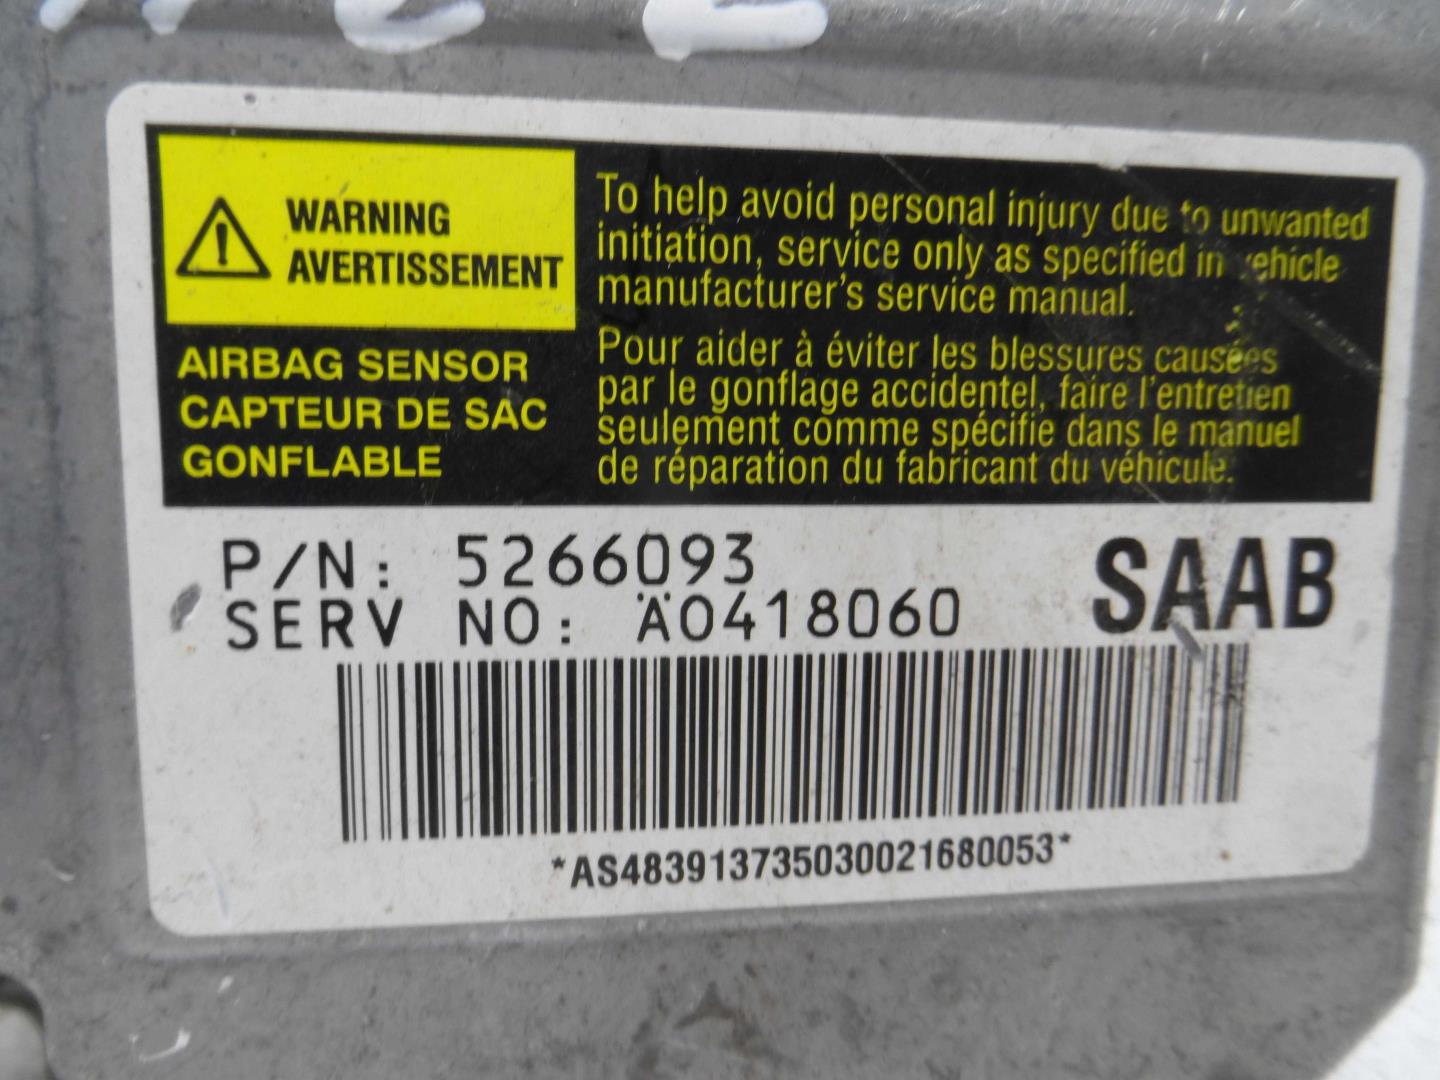 WARNING
AVERTISSEMENT
AIRBAG SENSOR
CAPTEUR DE SAC
GONFLABLE
To help avoid personal injury due to unwanted
initiation, service only as specified in vehicle
manufacturer's service manual.
Pour aider à éviter les blessures causées
par le gonflage accidentel, faire l'entretien
seulement comme spécifie dans le manuel
de réparation du fabricant du véhicule.
P/N: 5266093
SERV NO: Ä0418060
SAAB
*AS483913735030021680053*